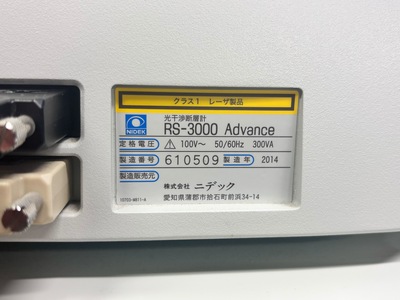 クラス1 レーザ製品
NIDEK
光干渉断層計
RS-3000 Advance
定格電圧 100V～ 50/60Hz 300VA
製造番号 610509 製造年 2014
製造販売元
株式会社 ニデック
愛知県蒲郡市拾石町前浜34-14